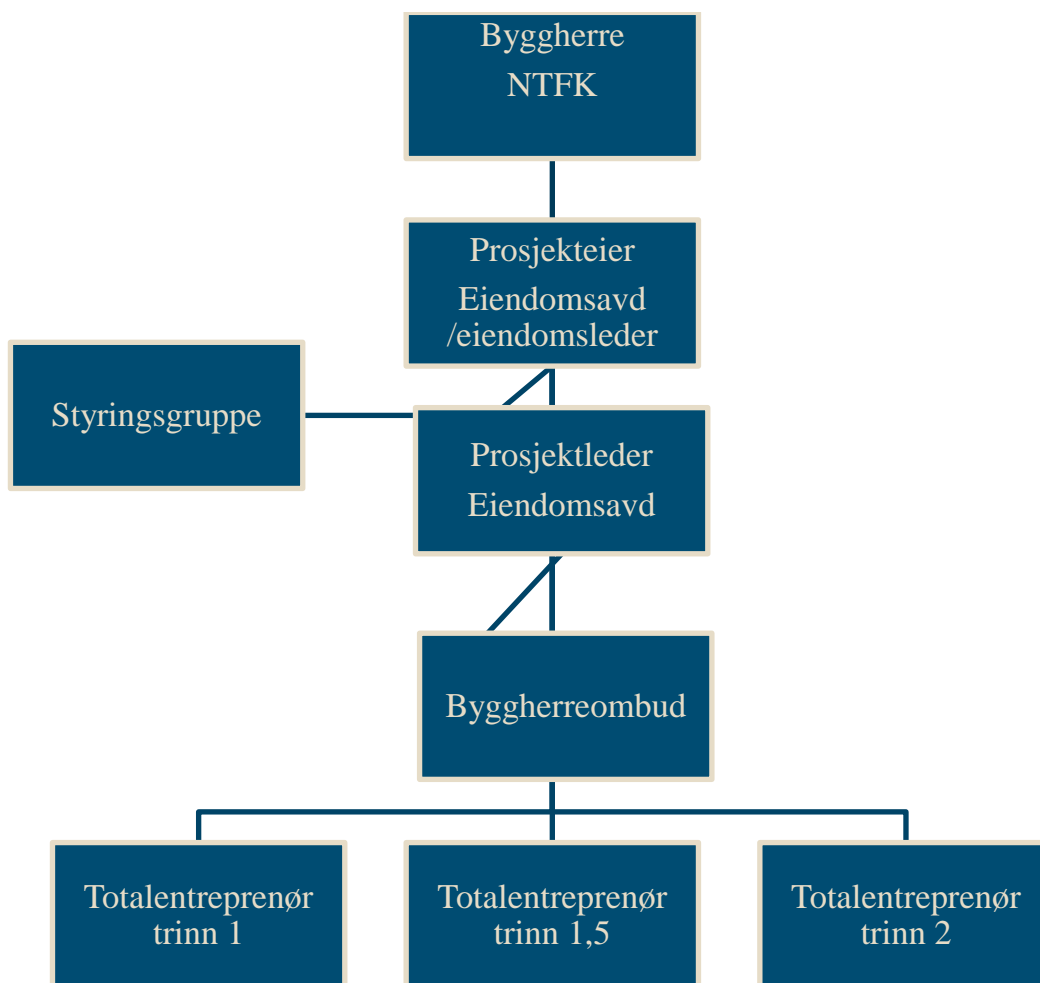 Byggherre
NTFK
Prosjekteier
Eiendomsavd
/eiendomsleder
Styringsgruppe
Prosjektleder
Eiendomsavd
Byggherreombud
Totalentreprenør
trinn 1
Totalentreprenør
trinn 1,5
Totalentreprenør
trinn 2